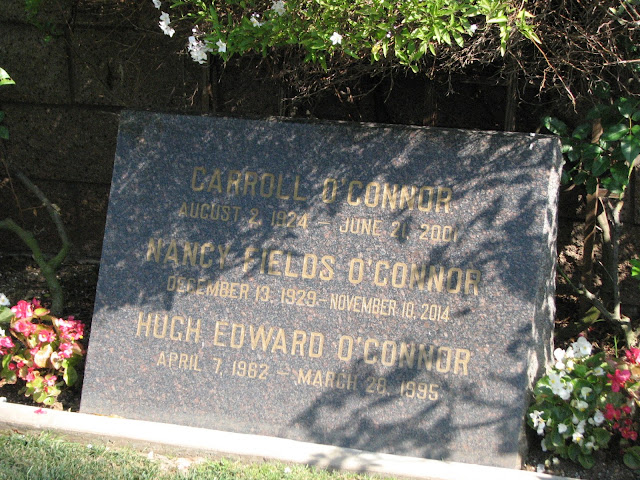 CARROLL O'CONNOR
AUGUST 2, 1924 – JUNE 21, 2001
NANCY FIELDS O'CONNOR
DECEMBER 13, 1929 – NOVEMBER 10, 2014
HUGH EDWARD O'CONNOR
APRIL 7, 1962 – MARCH 28, 1995